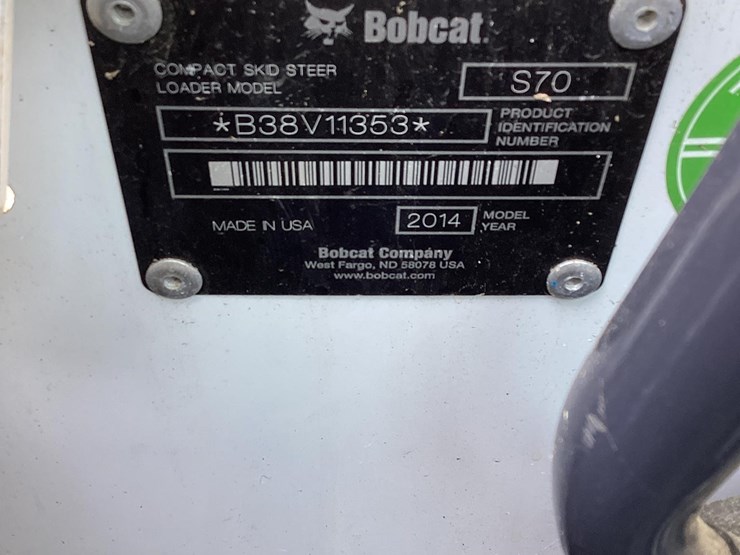 Bobcat
COMPACT SKID STEER
LOADER MODEL
S70
*B38V11353*
PRODUCT
IDENTIFICATION
NUMBER
MADE IN USA
2014
MODEL
YEAR
Bobcat Company
West Fargo, ND 58078 USA
www.bobcat.com